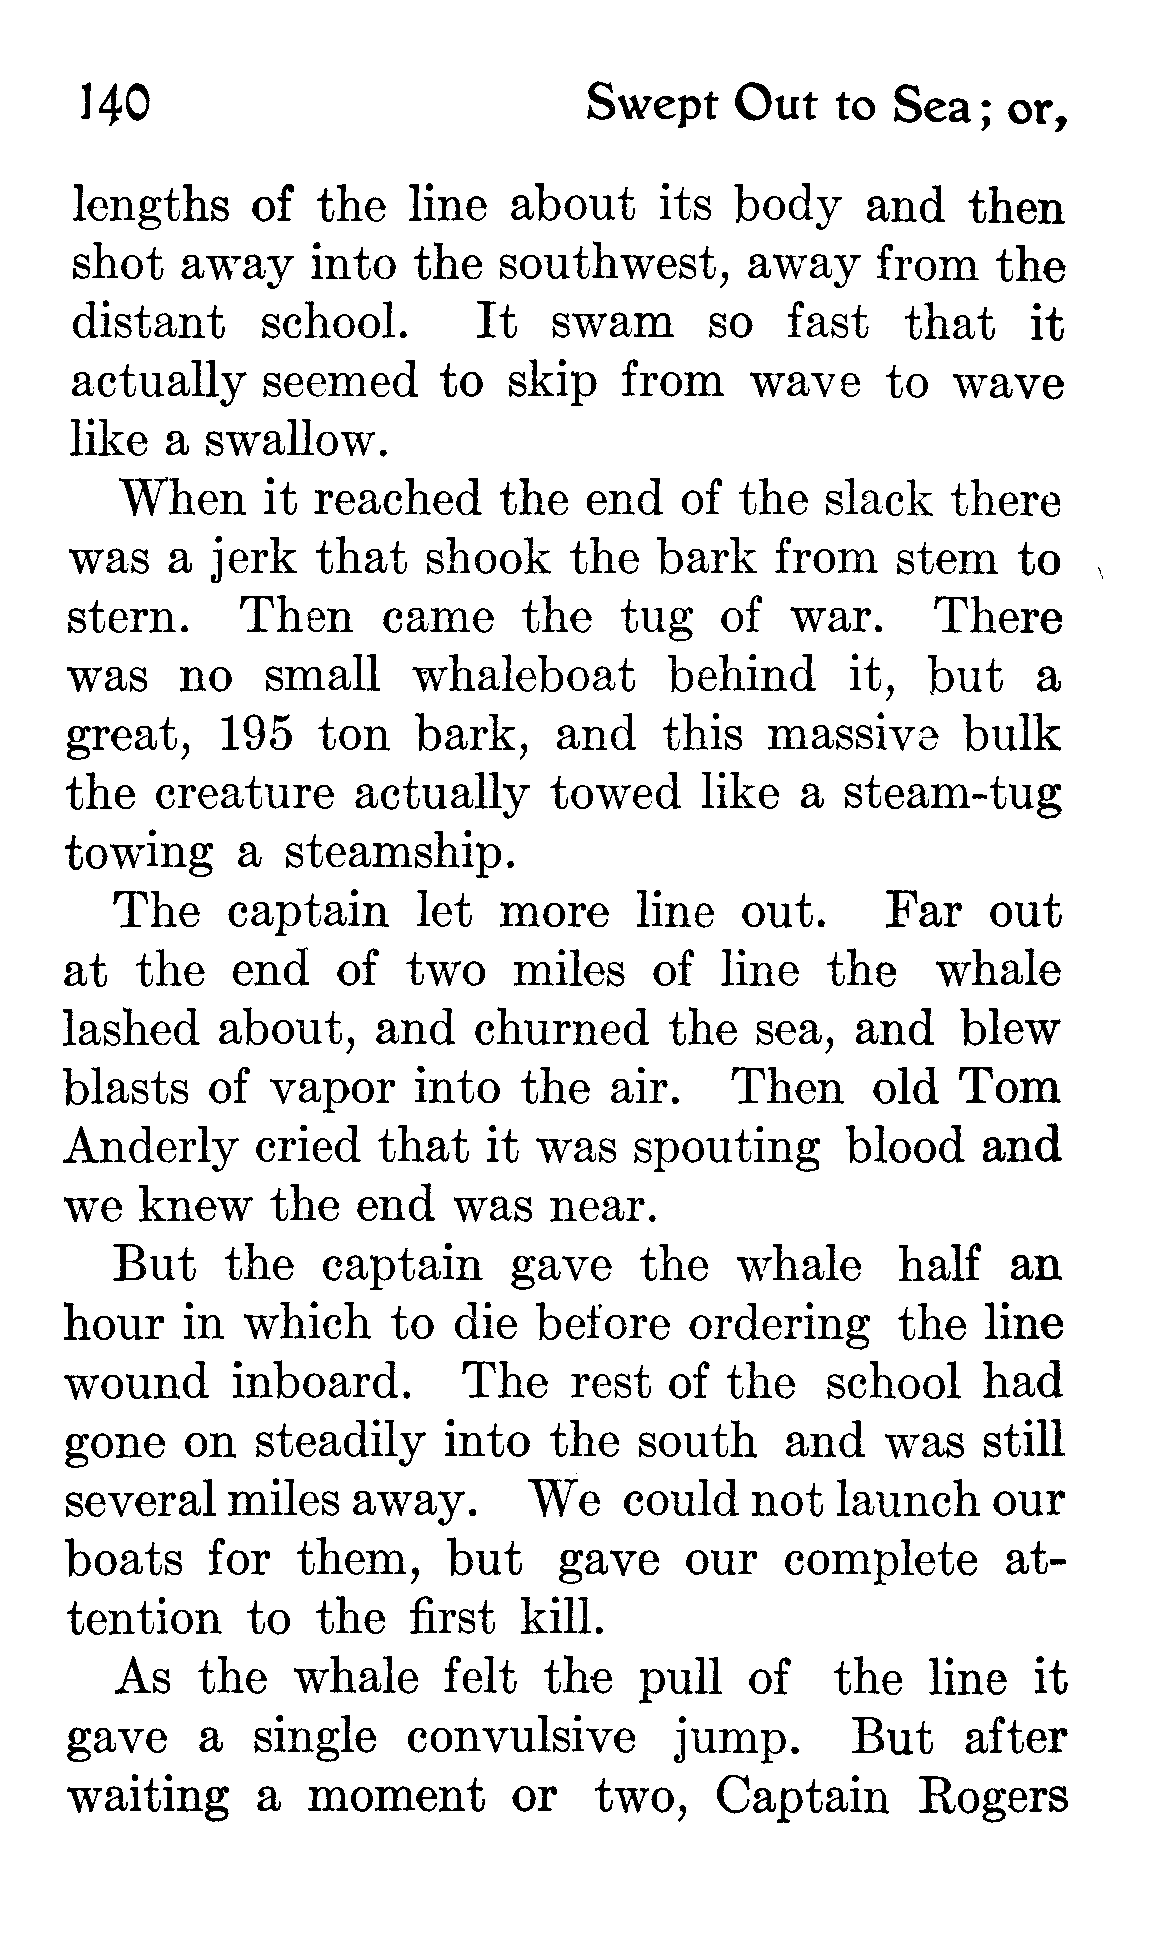 140 Swept Out to Sea; or,
lengths of the line about its body and then
shot away into the southwest, away from the
distant school. It swam so fast that it
actually seemed to skip from wave to wave
like a swallow.
When it reached the end of the slack there
was a jerk that shook the bark from stem to
stern. Then came the tug of war. There
was no small whaleboat behind it, but a
great, 195 ton bark, and this massive bulk
the creature actually towed like a steam-tug
towing a steamship.
The captain let more line out. Far out
at the end of two miles of line the whale
lashed about, and churned the sea, and blew
blasts of vapor into the air. Then old Tom
Anderly cried that it was spouting blood and
we knew the end was near.
But the captain gave the whale half an
hour in which to die before ordering the line
wound inboard. The rest of the school had
gone on steadily into the south and was still
several miles away. We could not launch our
boats for them, but gave our complete at-
tention to the first kill.
As the whale felt the pull of the line it
gave a single convulsive jump. But after
waiting a moment or two, Captain Rogers